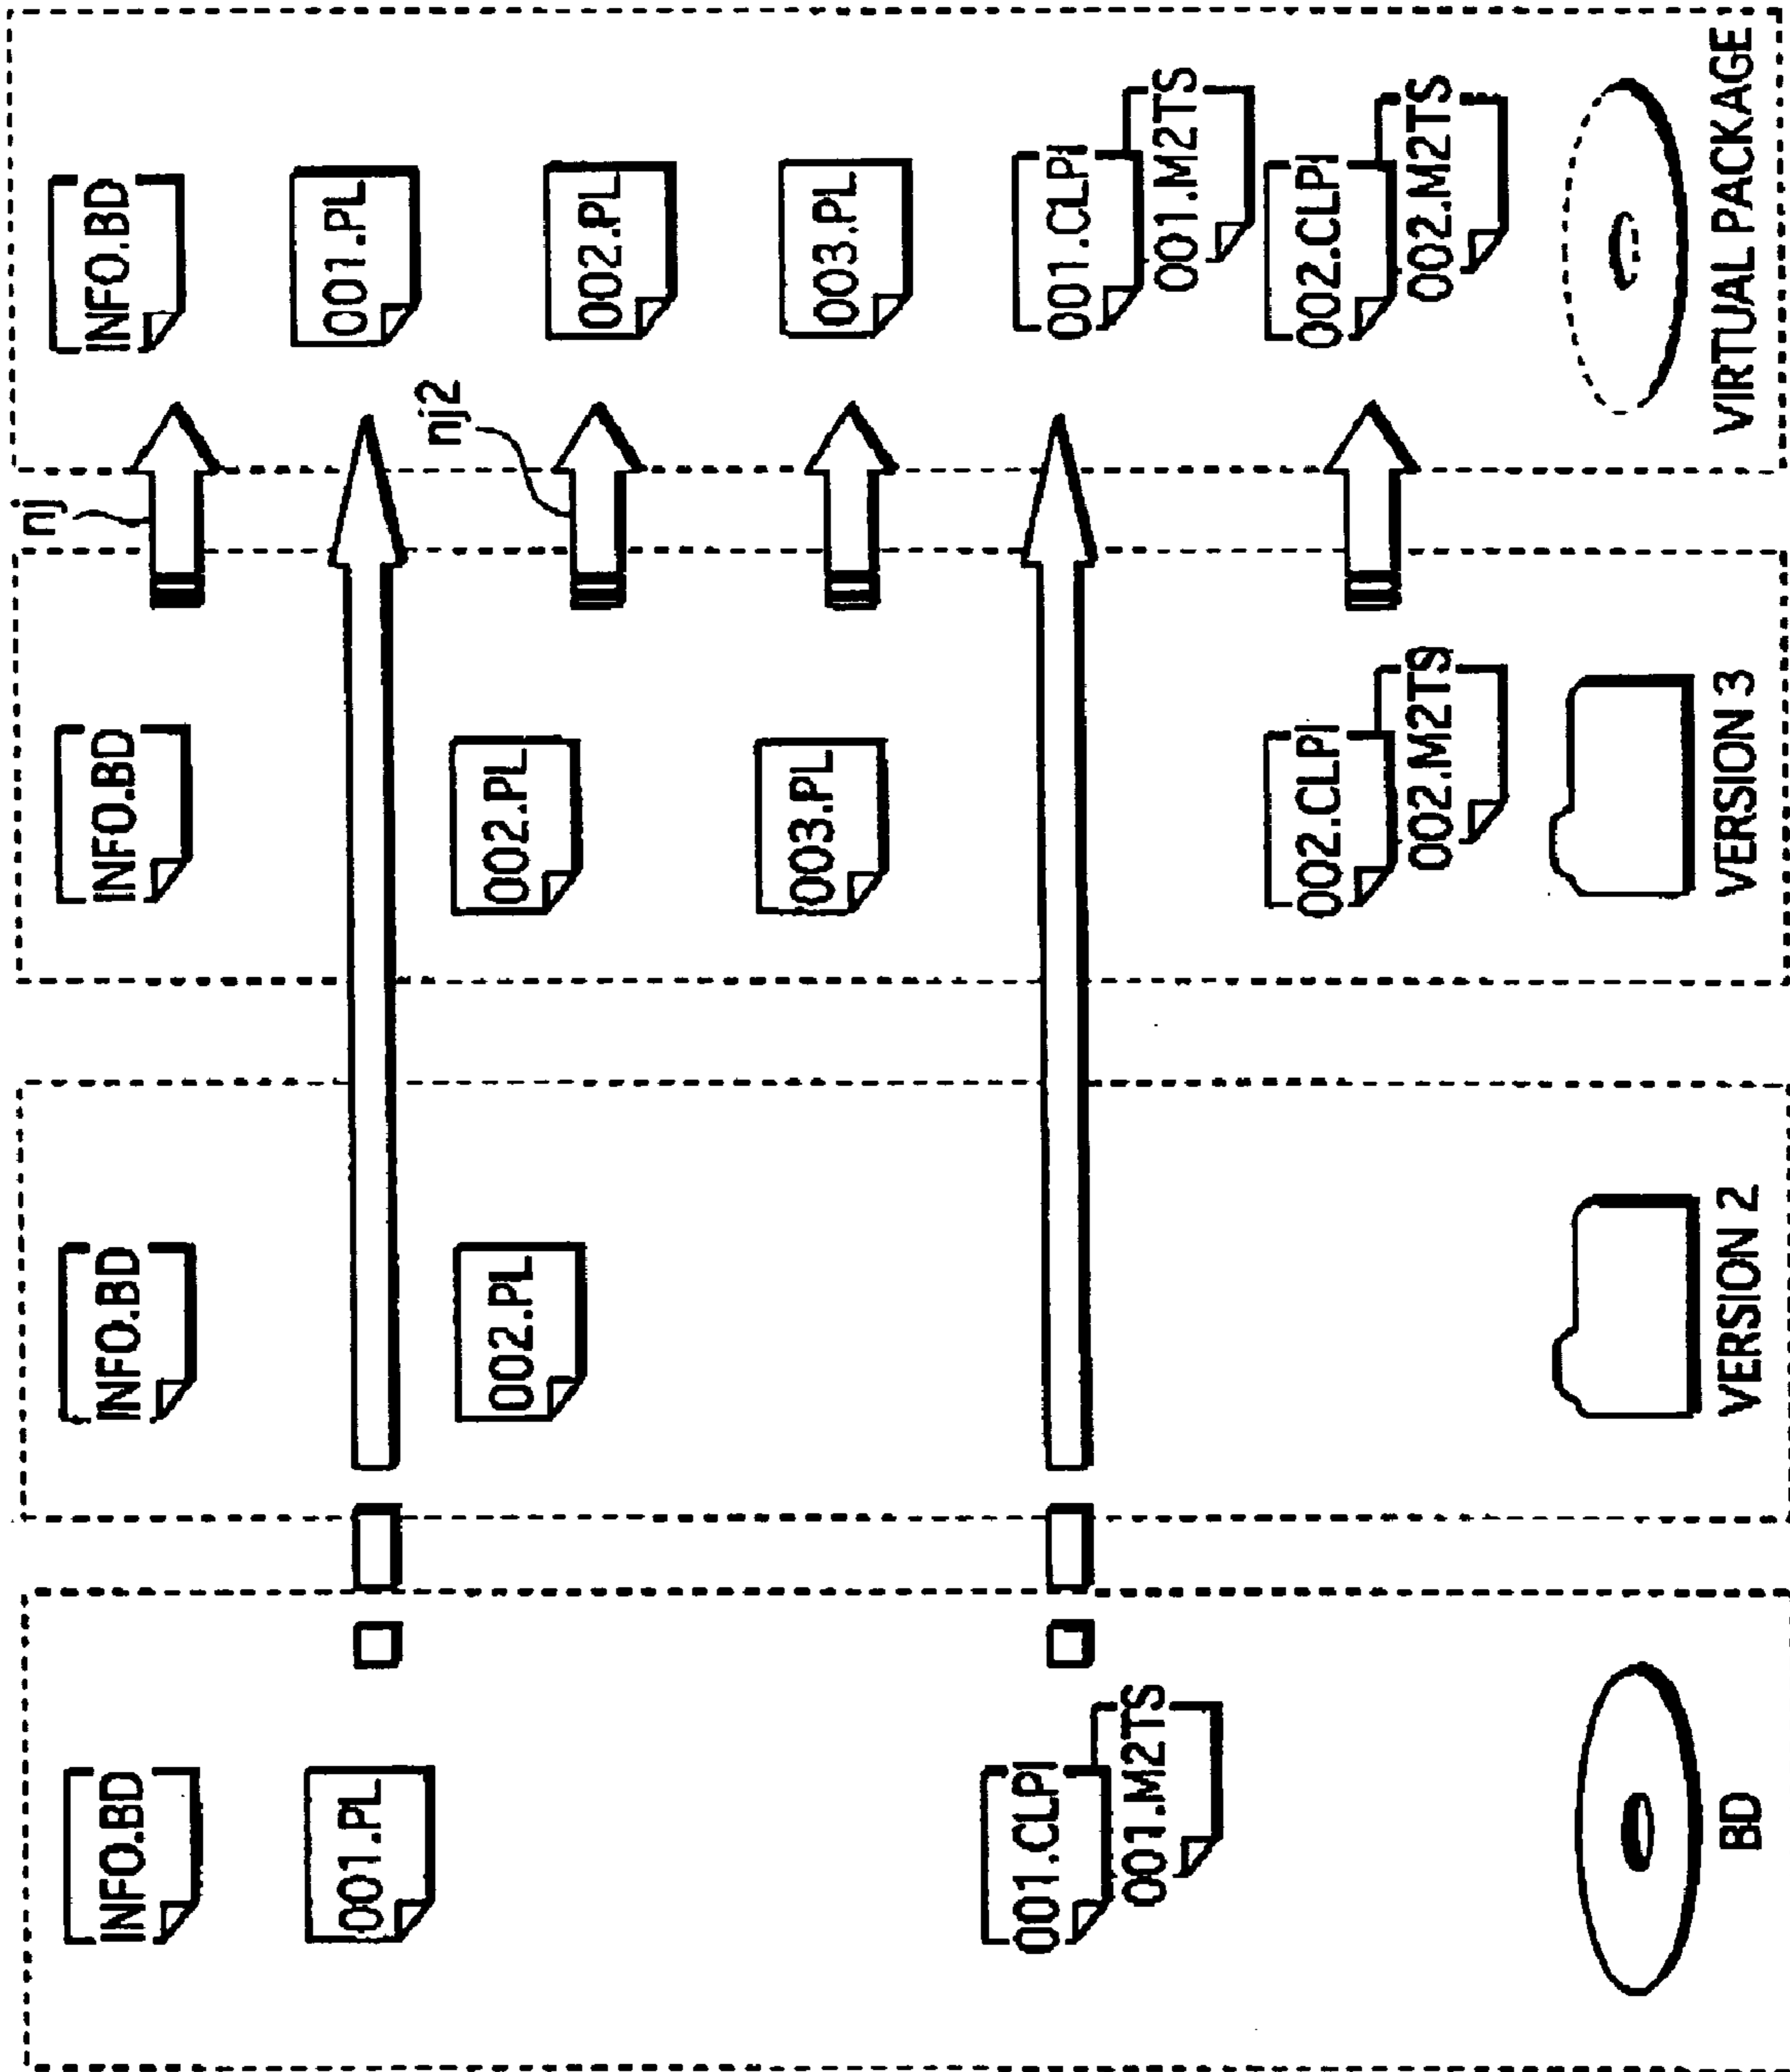 INFO.BD
001.PL
001.CLPI
001.M2TS
BD
INFO.BD
002.PL
VERSION 2
INFO.BD
002.PL
003.PL
002.CLPI
002.M2TS
VERSION 3
nj
nj2
INFO.BD
001.PL
002.PL
003.PL
001.CLPI
001.M2TS
002.CLPI
002.M2TS
VIRTUAL PACKAGE